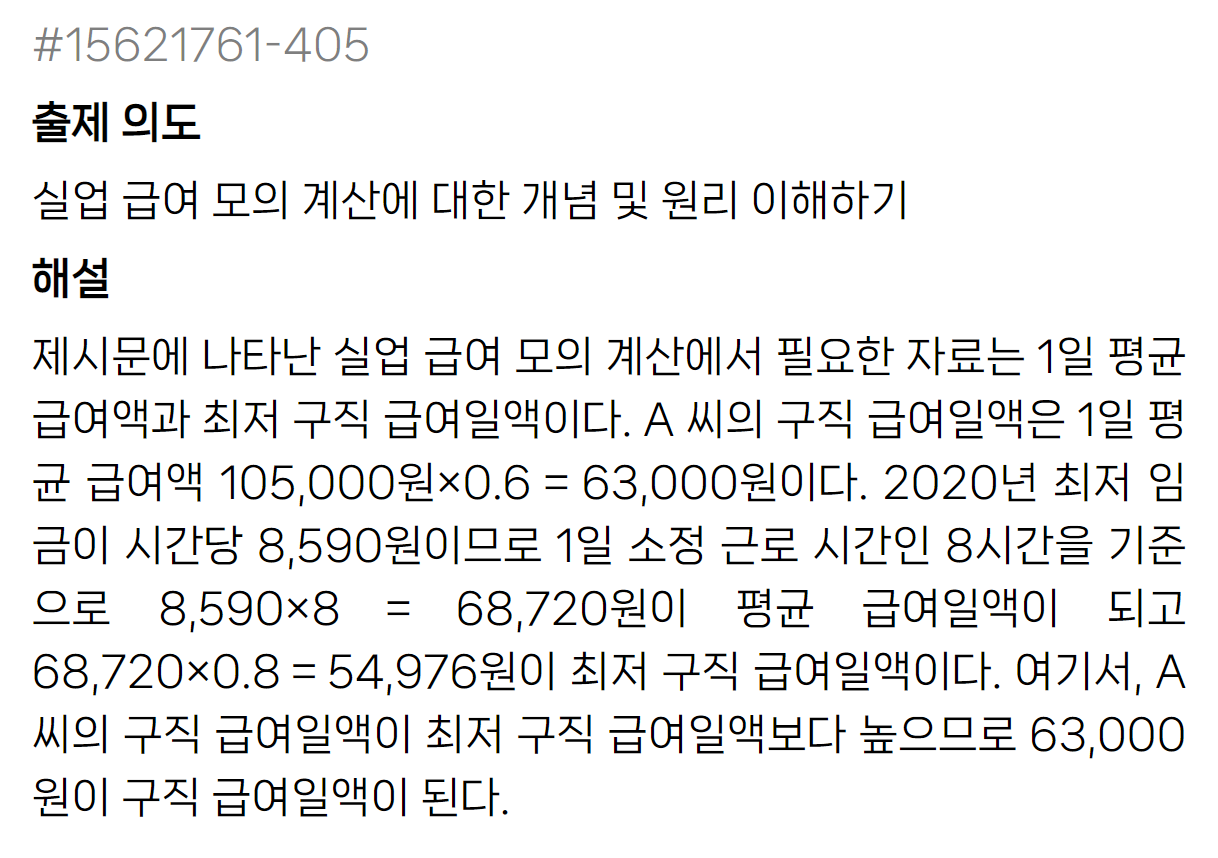 #15621761-405
출제 의도
실업 급여 모의 계산에 대한 개념 및 원리 이해하기
해설
제시문에 나타난 실업 급여 모의 계산에서 필요한 자료는 1일 평균
급여액과 최저 구직 급여일액이다. A 씨의 구직 급여일액은 1일 평
균 급여액 105,000원×0.6 = 63,000원이다. 2020년 최저 임
금이 시간당 8,590원이므로 1일 소정 근로 시간인 8시간을 기준
으로 8,590×8 = 68,720원이 평균 급여일액이 되고
68,720×0.8 = 54,976원이 최저 구직 급여일액이다. 여기서, A
씨의 구직 급여일액이 최저 구직 급여일액보다 높으므로 63,000
원이 구직 급여일액이 된다.